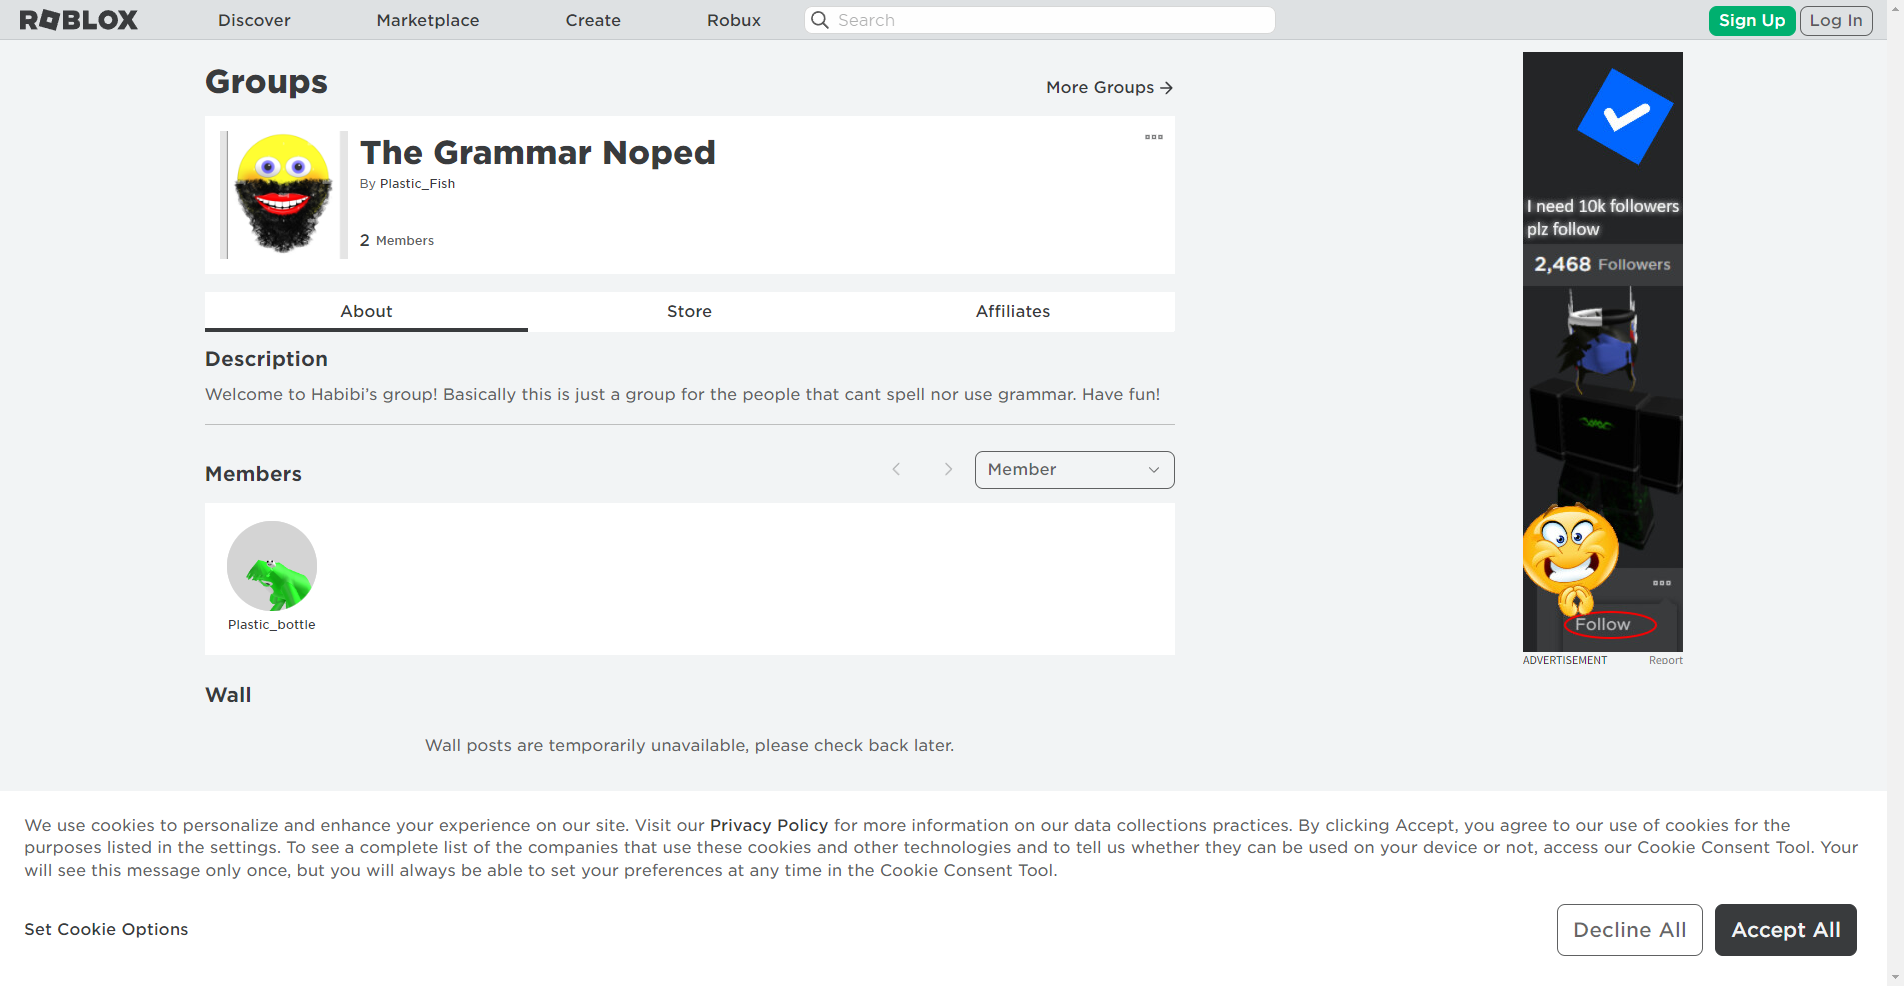 ROBLOX Discover Marketplace Create Robux Search Sign Up Log In
Groups
More Groups
The Grammar Noped
By Plastic_Fish
2 Members
About Store Affiliates
Description
Welcome to Habibi’s group! Basically this is just a group for the people that cant spell nor use grammar. Have fun!
Members
Member
Plastic_bottle
Wall
Wall posts are temporarily unavailable, please check back later.
I need 10k followers
plz follow
2,468 Followers
Follow
ADVERTISEMENT Report
We use cookies to personalize and enhance your experience on our site. Visit our Privacy Policy for more information on our data collections practices. By clicking Accept, you agree to our use of cookies for the
purposes listed in the settings. To see a complete list of the companies that use these cookies and other technologies and to tell us whether they can be used on your device or not, access our Cookie Consent Tool. Your
will see this message only once, but you will always be able to set your preferences at any time in the Cookie Consent Tool.
Set Cookie Options
Decline All
Accept All